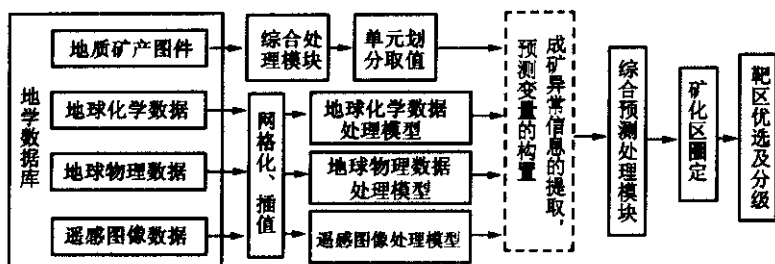 地学数据库
地质矿产图件
地球化学数据
地球物理数据
遥感图像数据
综合处
理模块
单元划
分取值
网格化、插值
地球化学数据
处理模型
地球物理数据
处理模型
遥感图像处理模型
成矿异常信息的提取,
预测变量的构置
综合预测处理模块
矿化区圈定
靶区优选及分级